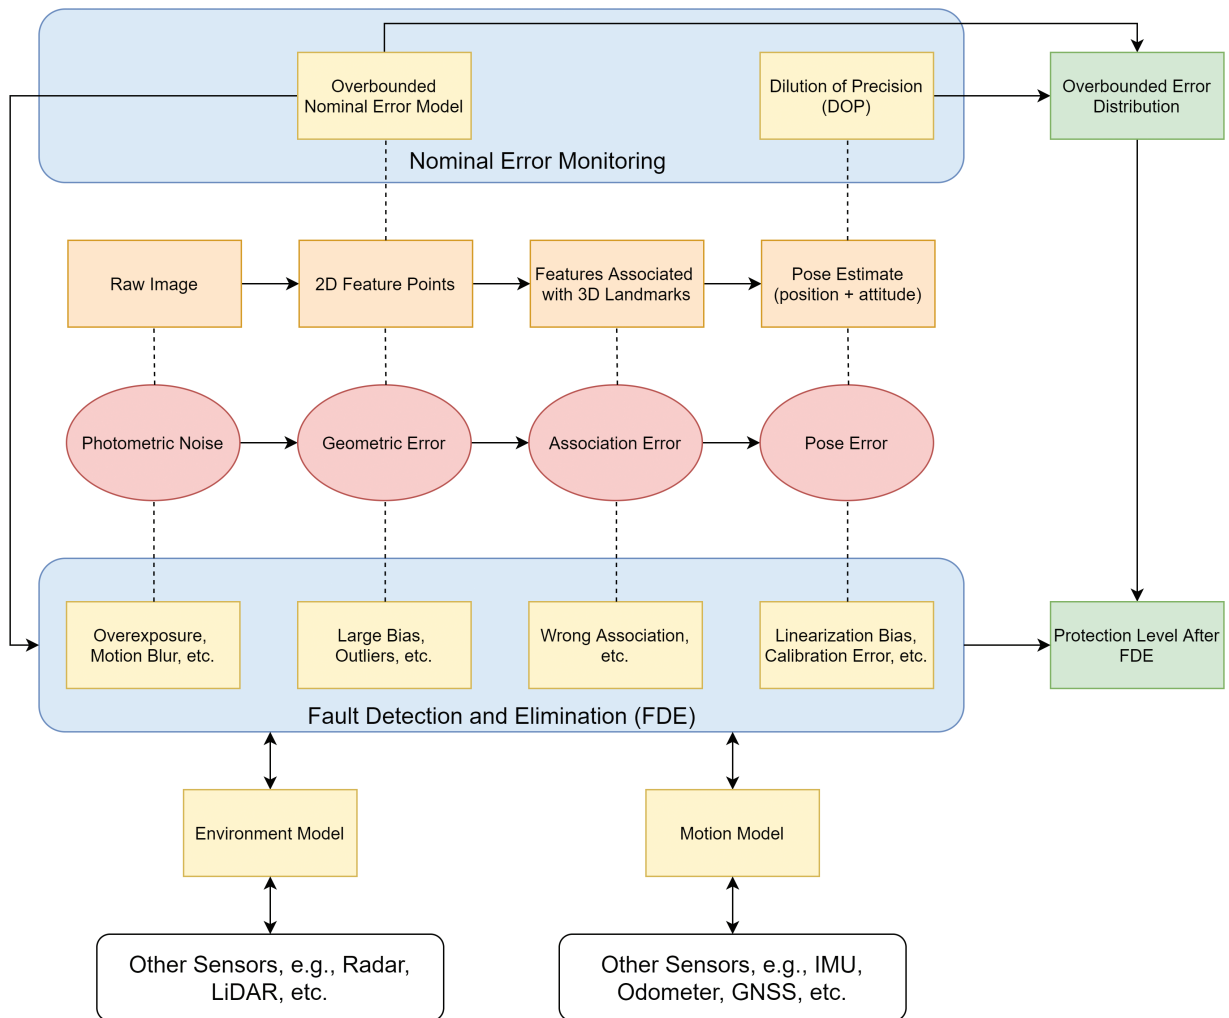 Overbounded
Nominal Error Model
Dilution of Precision
(DOP)
Overbounded Error
Distribution
Nominal Error Monitoring
Raw Image
2D Feature Points
Features Associated
with 3D Landmarks
Pose Estimate
(position + attitude)
Photometric Noise
Geometric Error
Association Error
Pose Error
Overexposure,
Motion Blur, etc.
Large Bias,
Outliers, etc.
Wrong Association,
etc.
Linearization Bias,
Calibration Error, etc.
Protection Level After
FDE
Fault Detection and Elimination (FDE)
Environment Model
Motion Model
Other Sensors, e.g., Radar,
LiDAR, etc.
Other Sensors, e.g., IMU,
Odometer, GNSS, etc.